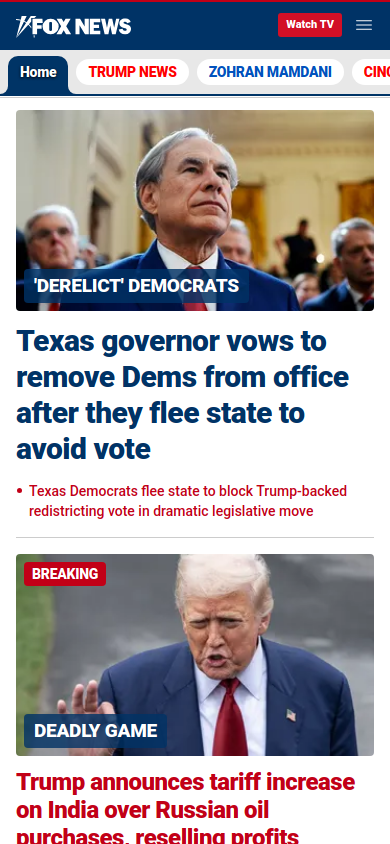 FOX NEWS
Watch TV
Home
TRUMP NEWS
ZOHRAN MAMDANI
'DERELICT' DEMOCRATS
Texas governor vows to
remove Dems from office
after they flee state to
avoid vote
• Texas Democrats flee state to block Trump-backed
redistricting vote in dramatic legislative move
BREAKING
DEADLY GAME
Trump announces tariff increase
on India over Russian oil
purchases, reselling profits